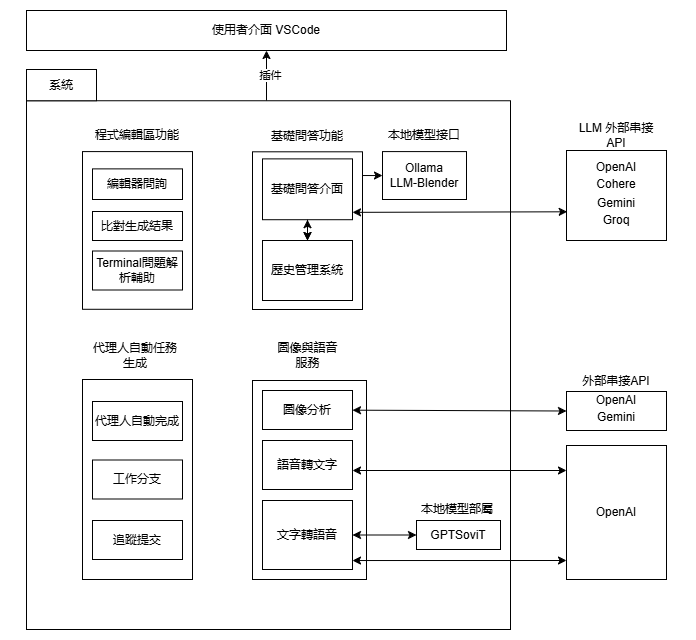 使用者介面 VSCode
插件
系統
程式編輯區功能
編輯器問詢
比對生成結果
Terminal問題解
析輔助
基礎問答功能
基礎問答介面
歷史管理系統
本地模型接口
Ollama
LLM-Blender
LLM 外部串接
API
OpenAI
Cohere
Gemini
Groq
代理人自動任務
生成
代理人自動完成
工作分支
追蹤提交
圖像與語音
服務
圖像分析
語音轉文字
文字轉語音
本地模型部屬
GPTSoviT
外部串接API
OpenAI
Gemini
OpenAI